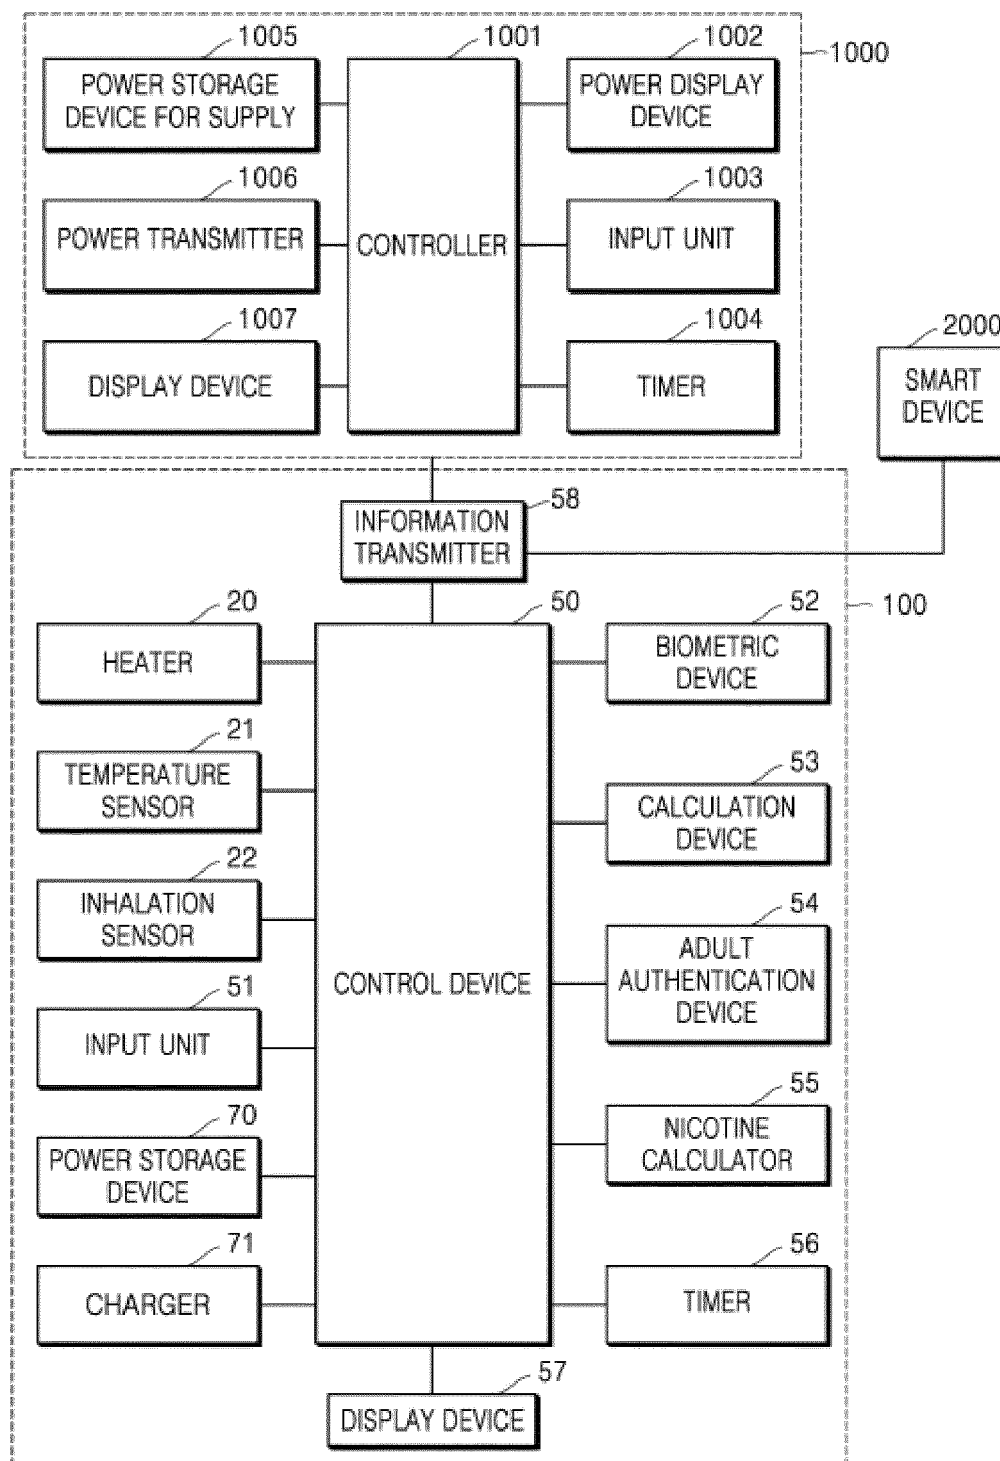 1005
1001
1002
1000
POWER STORAGE
DEVICE FOR SUPPLY
POWER DISPLAY
DEVICE
1006
1003
POWER TRANSMITTER
CONTROLLER
INPUT UNIT
1007
1004
2000
DISPLAY DEVICE
TIMER
SMART
DEVICE
58
INFORMATION
TRANSMITTER
20
50
52
100
HEATER
BIOMETRIC
DEVICE
21
TEMPERATURE
SENSOR
53
CALCULATION
DEVICE
22
INHALATION
SENSOR
54
ADULT
AUTHENTICATION
DEVICE
CONTROL DEVICE
51
INPUT UNIT
55
NICOTINE
CALCULATOR
70
POWER STORAGE
DEVICE
71
CHARGER
56
TIMER
57
DISPLAY DEVICE